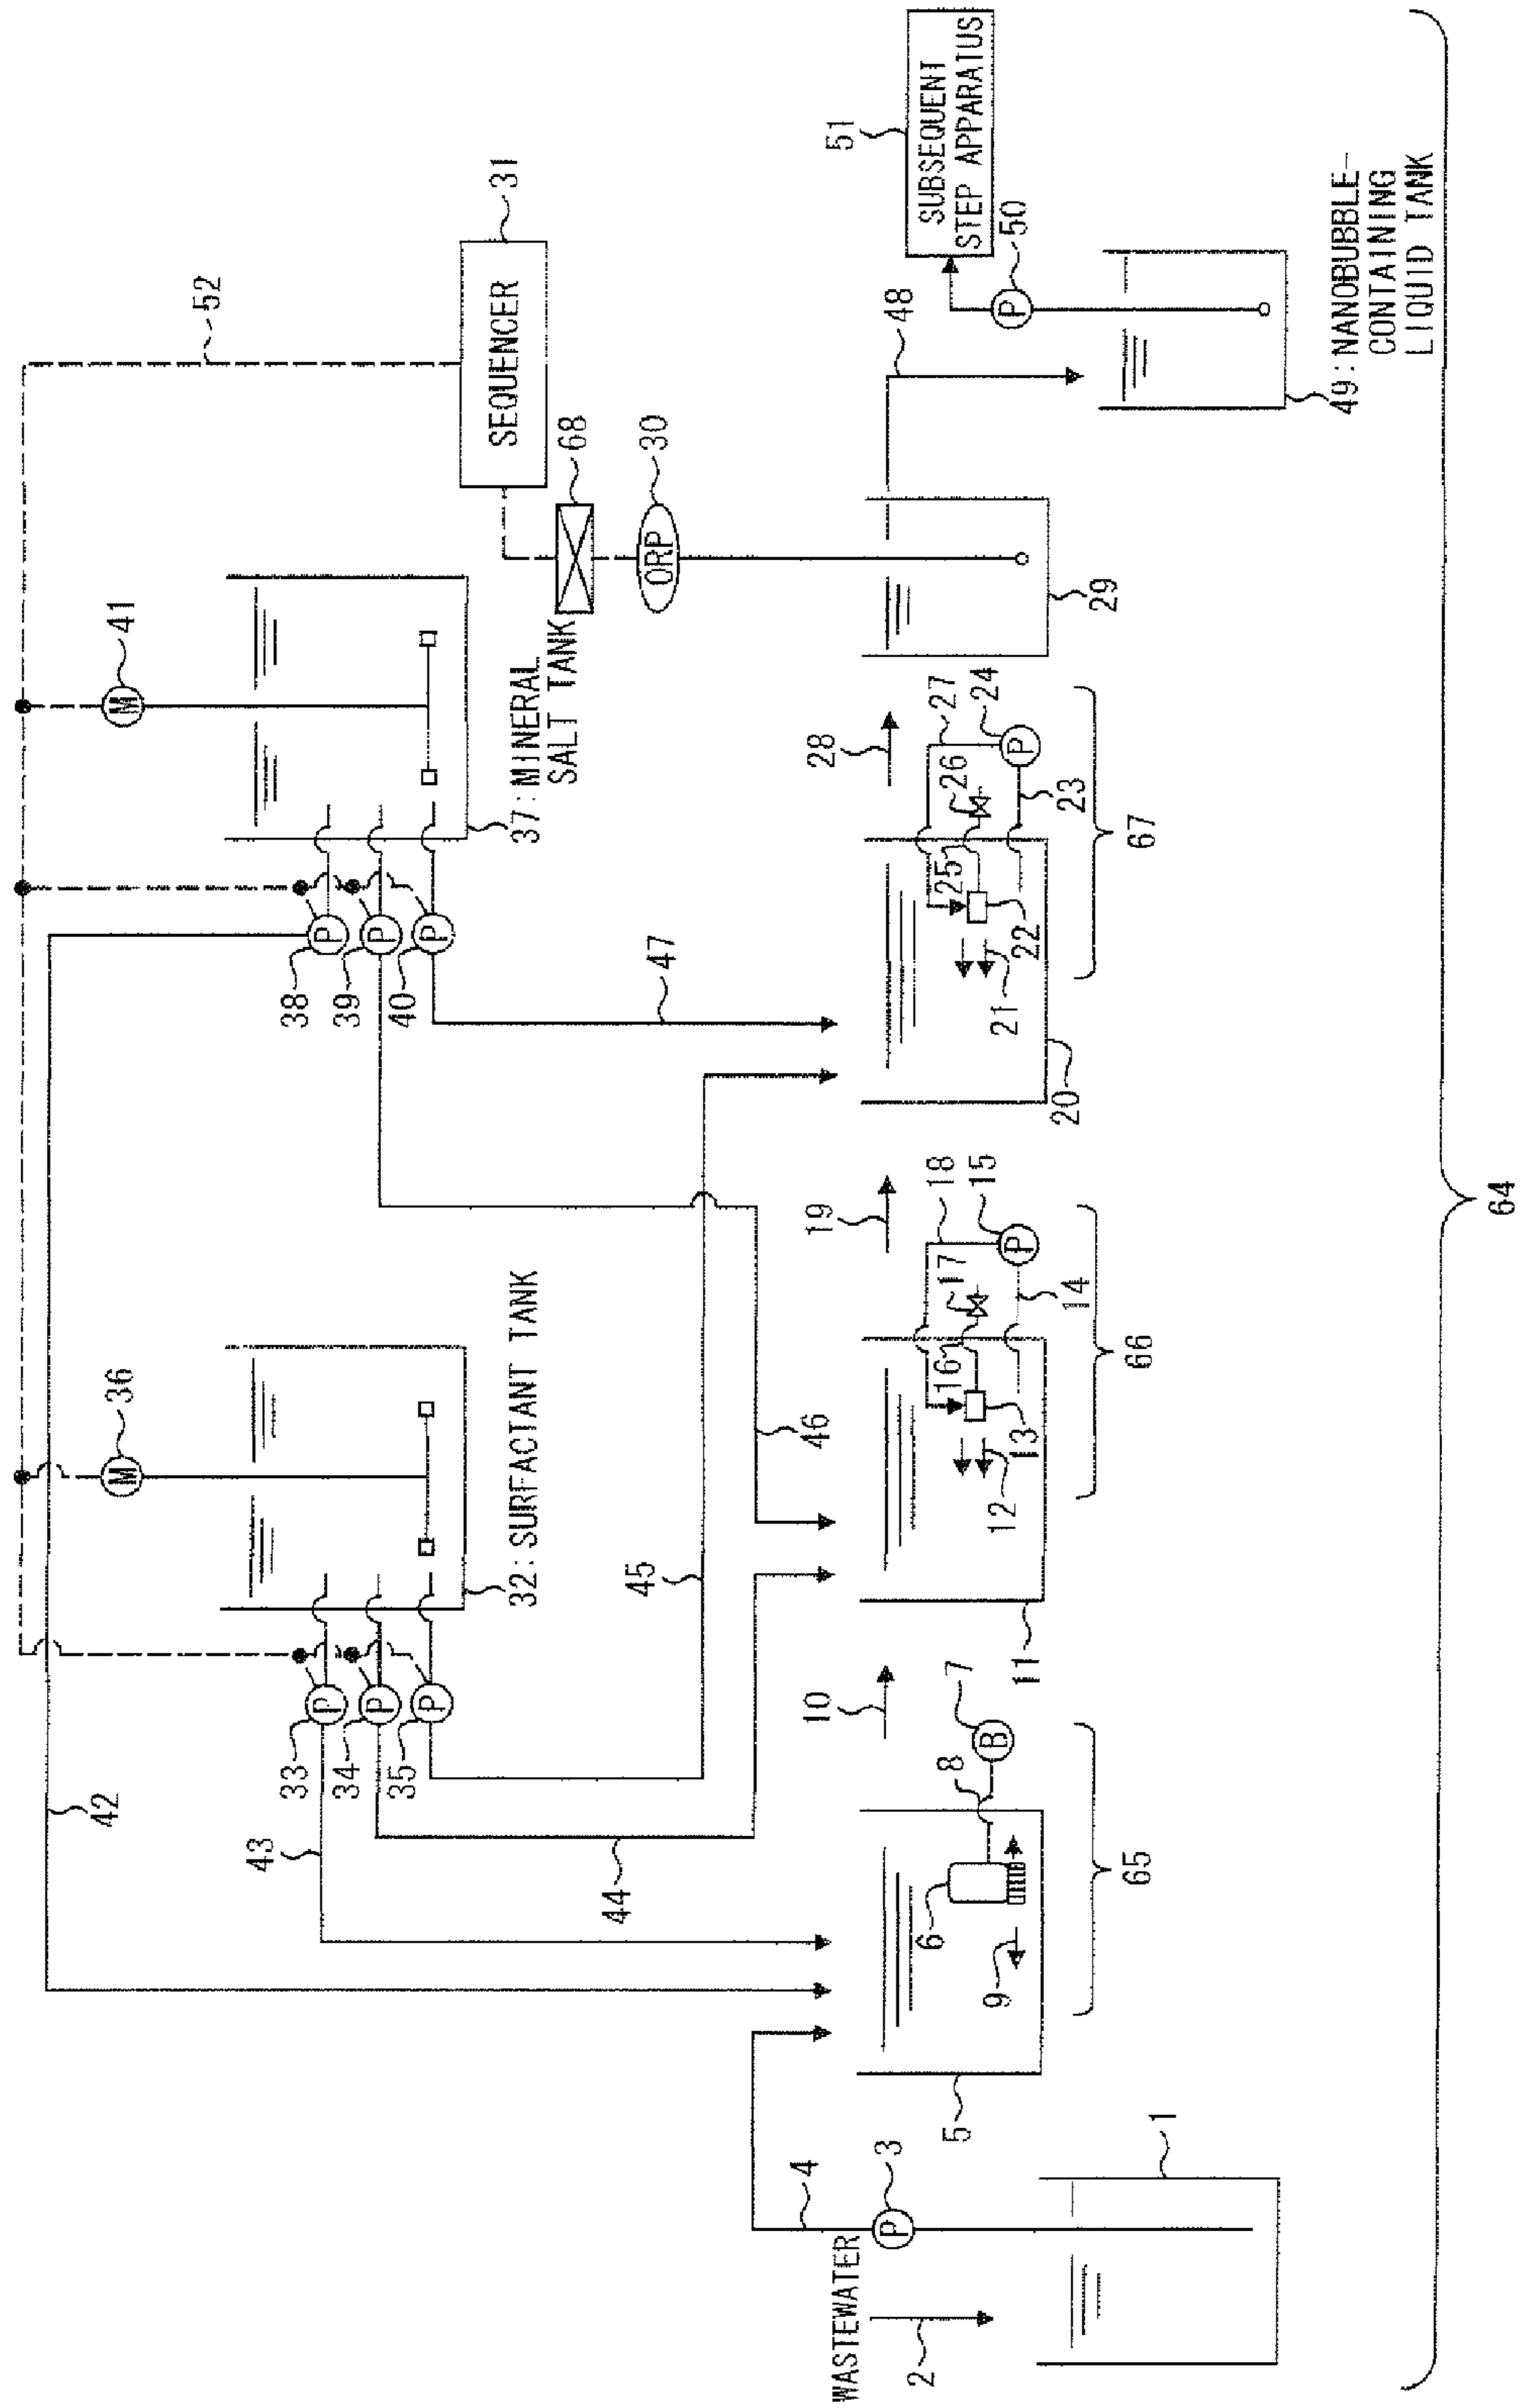 52
41
36
42
SEQUENCER
31
68
ORP
30
M
M
P
P
P
38
39
40
37:MINERAL
SALT TANK
P
P
P
33
34
35
32:SURFACTANT TANK
43
44
45
46
47
48
51
SUBSEQUENT
STEP APPARATUS
50
P
49:NANOBUBBLE-
CONTAINING
LIQUID TANK
29
28
27
24
26
P
25
23
22
21
20
67
19
18
15
17
P
16
14
13
12
11
66
10
7
B
8
6
9
5
65
4
3
P
WASTEWATER
2
1
64